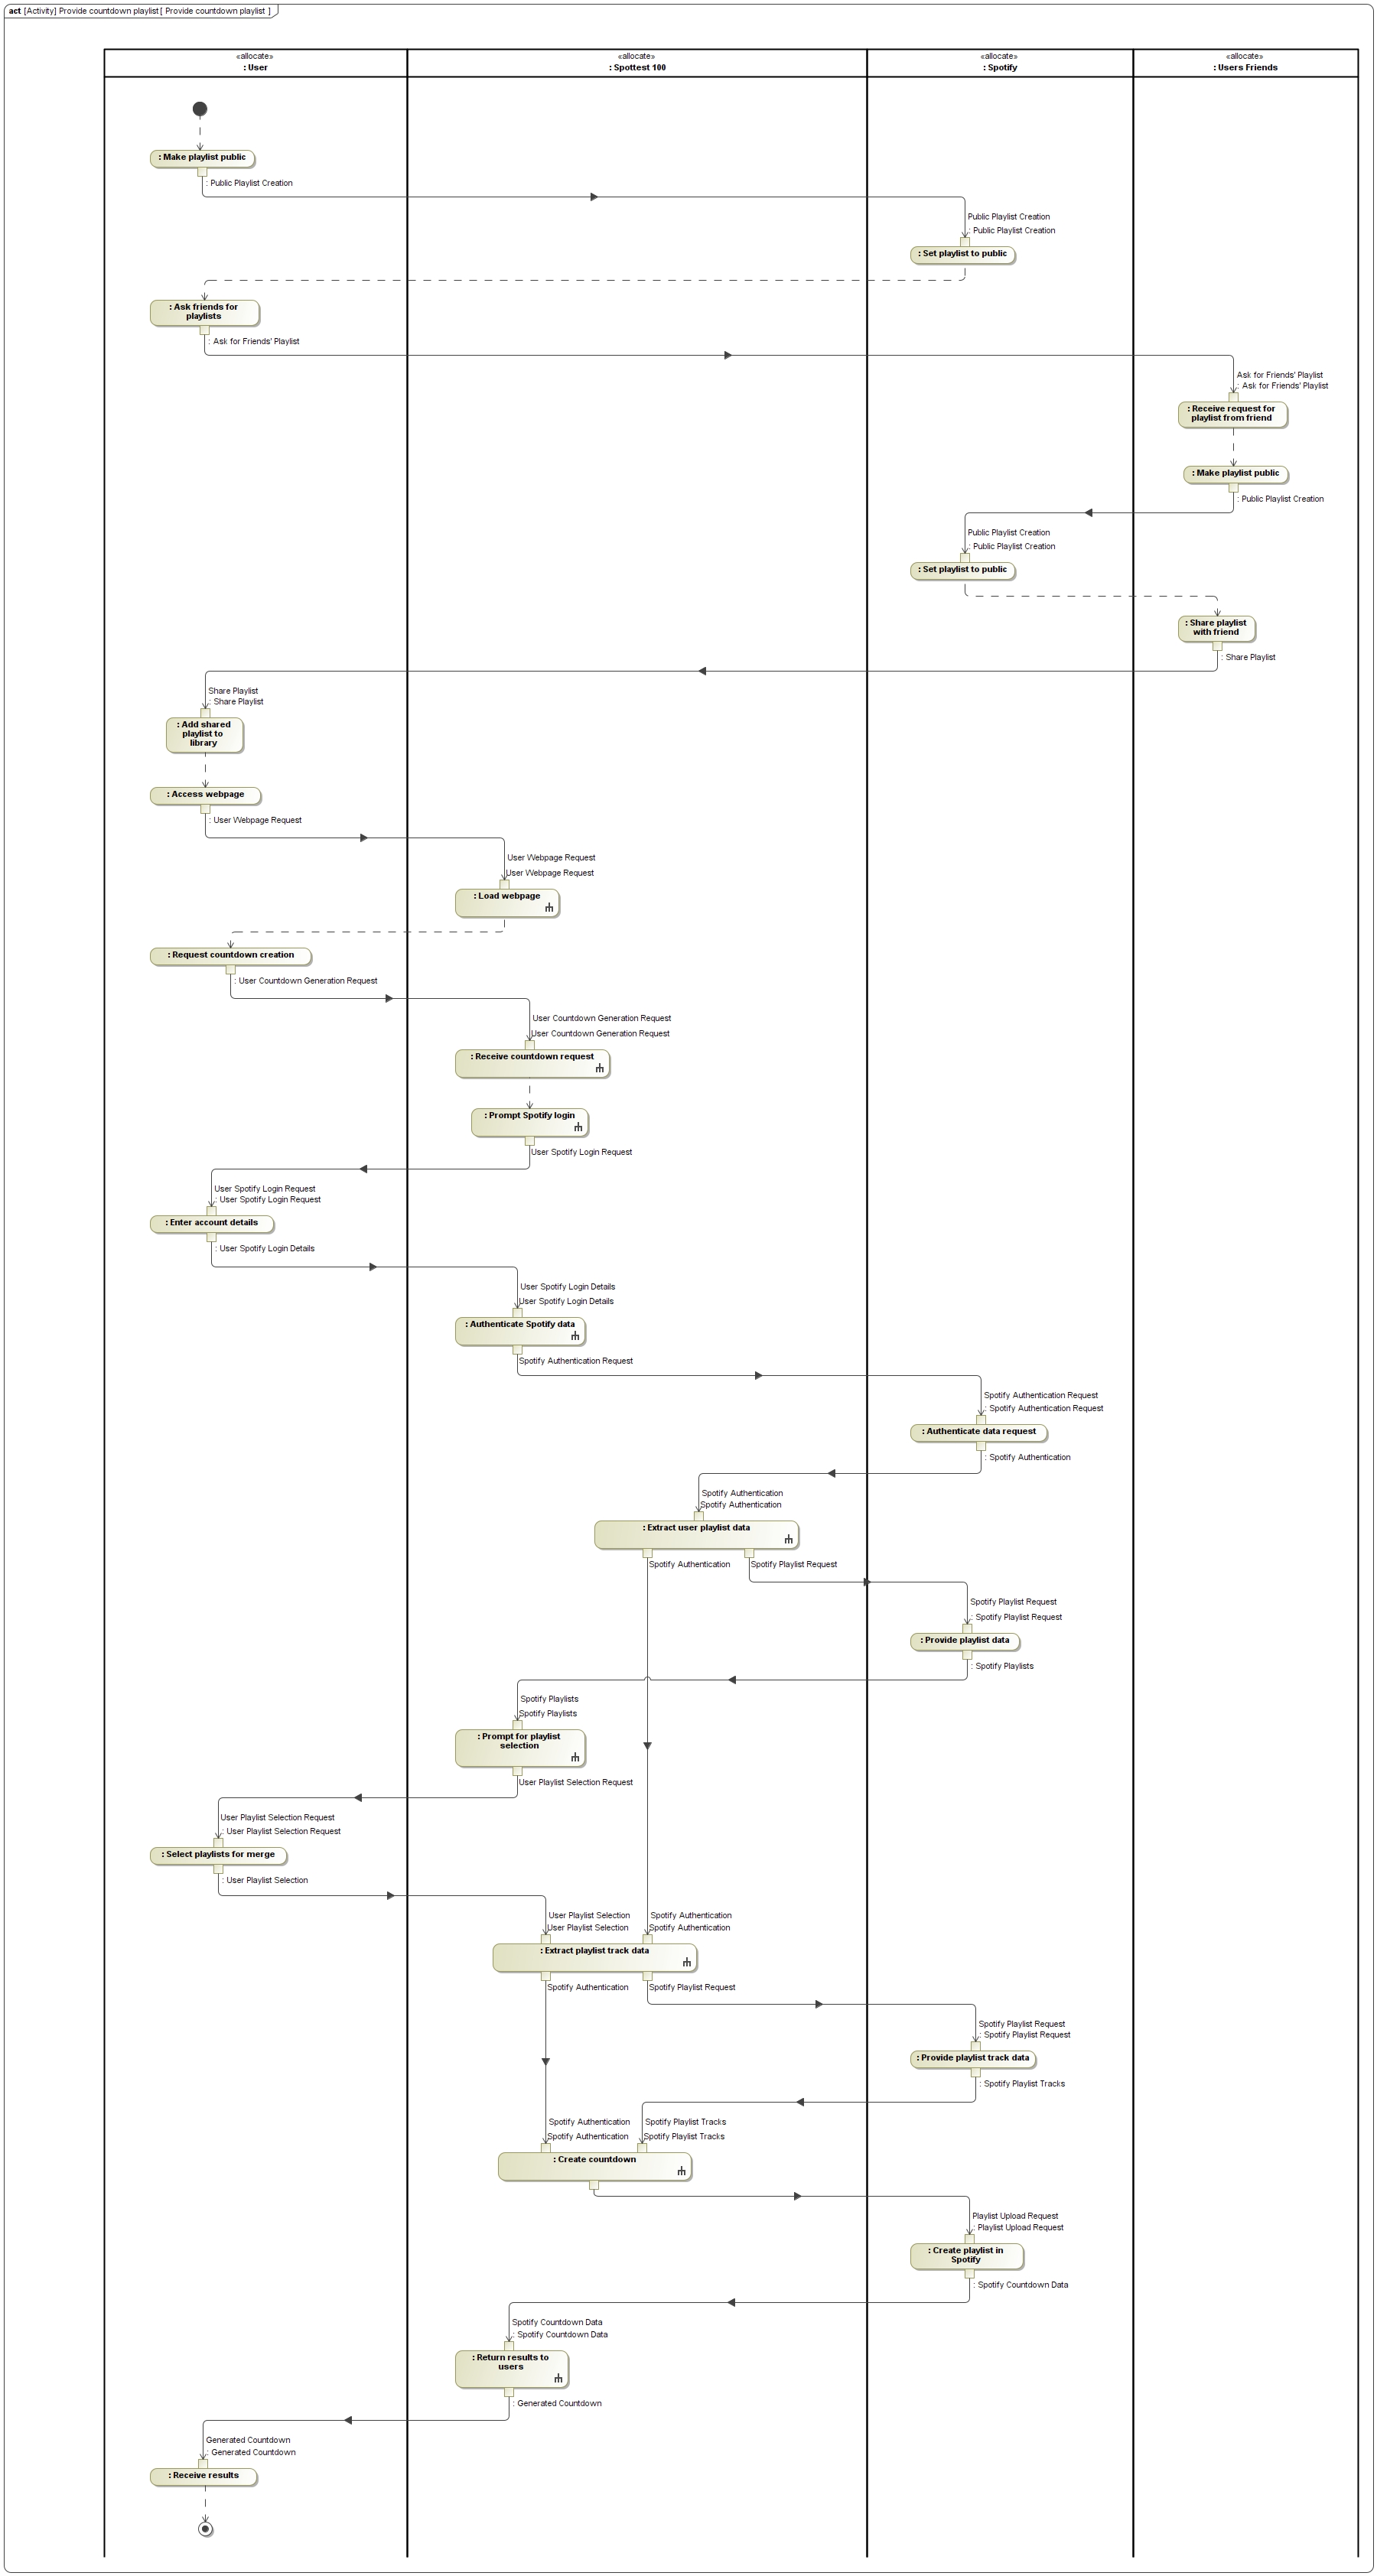 act [Activity] Provide countdown playlist[ Provide countdown playlist ]
«allocate»
: User
«allocate»
: Spottest 100
«allocate»
: Spotify
«allocate»
: Users Friends
: Make playlist public
: Public Playlist Creation
Public Playlist Creation
: Public Playlist Creation
: Set playlist to public
: Ask friends for
playlists
: Ask for Friends' Playlist
Ask for Friends' Playlist
: Ask for Friends' Playlist
: Receive request for
playlist from friend
: Make playlist public
: Public Playlist Creation
Public Playlist Creation
: Public Playlist Creation
: Set playlist to public
: Share playlist
with friend
: Share Playlist
Share Playlist
: Share Playlist
: Add shared
playlist to
library
: Access webpage
: User Webpage Request
User Webpage Request
User Webpage Request
: Load webpage
: Request countdown creation
: User Countdown Generation Request
User Countdown Generation Request
User Countdown Generation Request
: Receive countdown request
: Prompt Spotify login
User Spotify Login Request
User Spotify Login Request
: User Spotify Login Request
: Enter account details
: User Spotify Login Details
User Spotify Login Details
User Spotify Login Details
: Authenticate Spotify data
Spotify Authentication Request
Spotify Authentication Request
: Spotify Authentication Request
: Authenticate data request
: Spotify Authentication
Spotify Authentication
Spotify Authentication
: Extract user playlist data
Spotify Authentication
Spotify Playlist Request
Spotify Playlist Request
: Spotify Playlist Request
: Provide playlist data
: Spotify Playlists
Spotify Playlists
Spotify Playlists
: Prompt for playlist
selection
User Playlist Selection Request
User Playlist Selection Request
: User Playlist Selection Request
: Select playlists for merge
: User Playlist Selection
User Playlist Selection
User Playlist Selection
Spotify Authentication
Spotify Authentication
: Extract playlist track data
Spotify Authentication
Spotify Playlist Request
Spotify Playlist Request
: Spotify Playlist Request
: Provide playlist track data
: Spotify Playlist Tracks
Spotify Authentication
Spotify Authentication
Spotify Playlist Tracks
Spotify Playlist Tracks
: Create countdown
Playlist Upload Request
: Playlist Upload Request
: Create playlist in
Spotify
: Spotify Countdown Data
Spotify Countdown Data
: Spotify Countdown Data
: Return results to
users
: Generated Countdown
Generated Countdown
: Generated Countdown
: Receive results